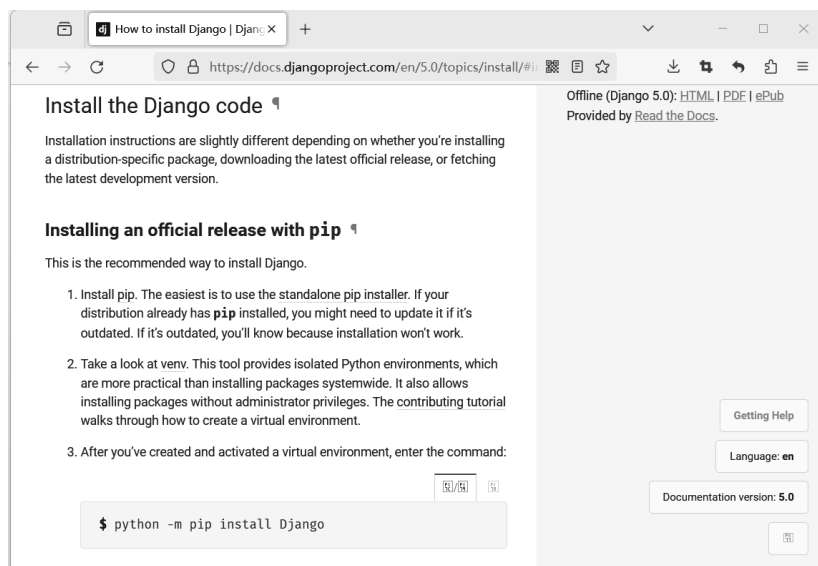 How to install Django | Djang
https://docs.djangoproject.com/en/5.0/topics/install/#i
Install the Django code ¶
Installation instructions are slightly different depending on whether you're installing
a distribution-specific package, downloading the latest official release, or fetching
the latest development version.
Installing an official release with pip ¶
This is the recommended way to install Django.
1. Install pip. The easiest is to use the standalone pip installer. If your
distribution already has pip installed, you might need to update it if it's
outdated. If it's outdated, you'll know because installation won't work.
2. Take a look at venv. This tool provides isolated Python environments, which
are more practical than installing packages systemwide. It also allows
installing packages without administrator privileges. The contributing tutorial
walks through how to create a virtual environment.
3. After you've created and activated a virtual environment, enter the command:
$ python -m pip install Django
Offline (Django 5.0): HTML | PDF | ePub
Provided by Read the Docs.
Getting Help
Language: en
Documentation version: 5.0